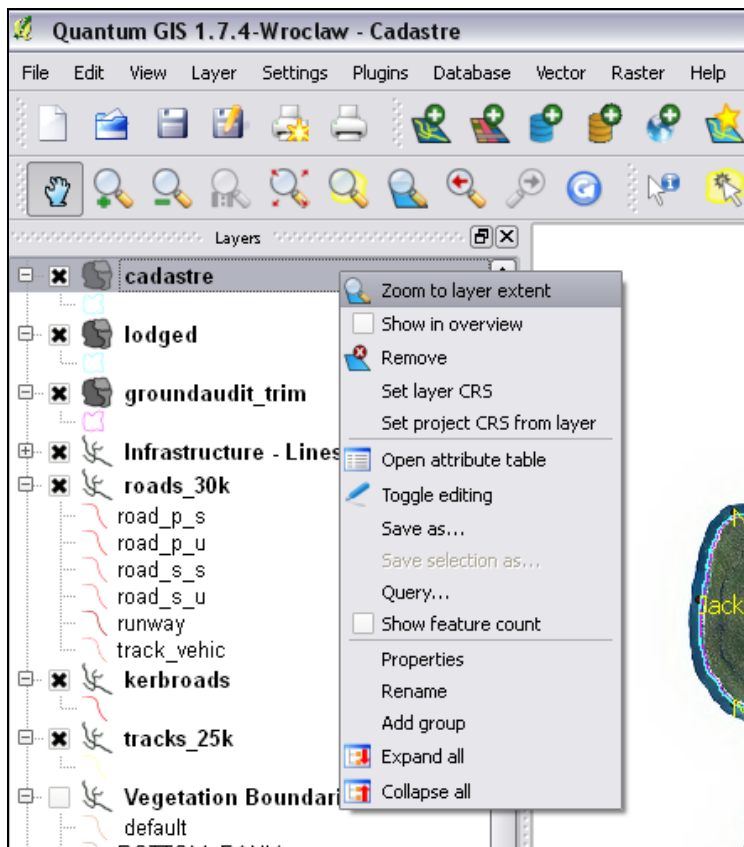 Quantum GIS 1.7.4-Wroclaw - Cadastre
File Edit View Layer Settings Plugins Database Vector Raster Help
Layers
cadastre
lodged
groundaudit_trim
Infrastructure - Lines
roads_30k
road_p_s
road_p_u
road_s_s
road_s_u
runway
track_vehic
kerbroads
tracks_25k
Vegetation Boundari
default
Zoom to layer extent
Show in overview
Remove
Set layer CRS
Set project CRS from layer
Open attribute table
Toggle editing
Save as...
Save selection as...
Query...
Show feature count
Properties
Rename
Add group
Expand all
Collapse all
Jack